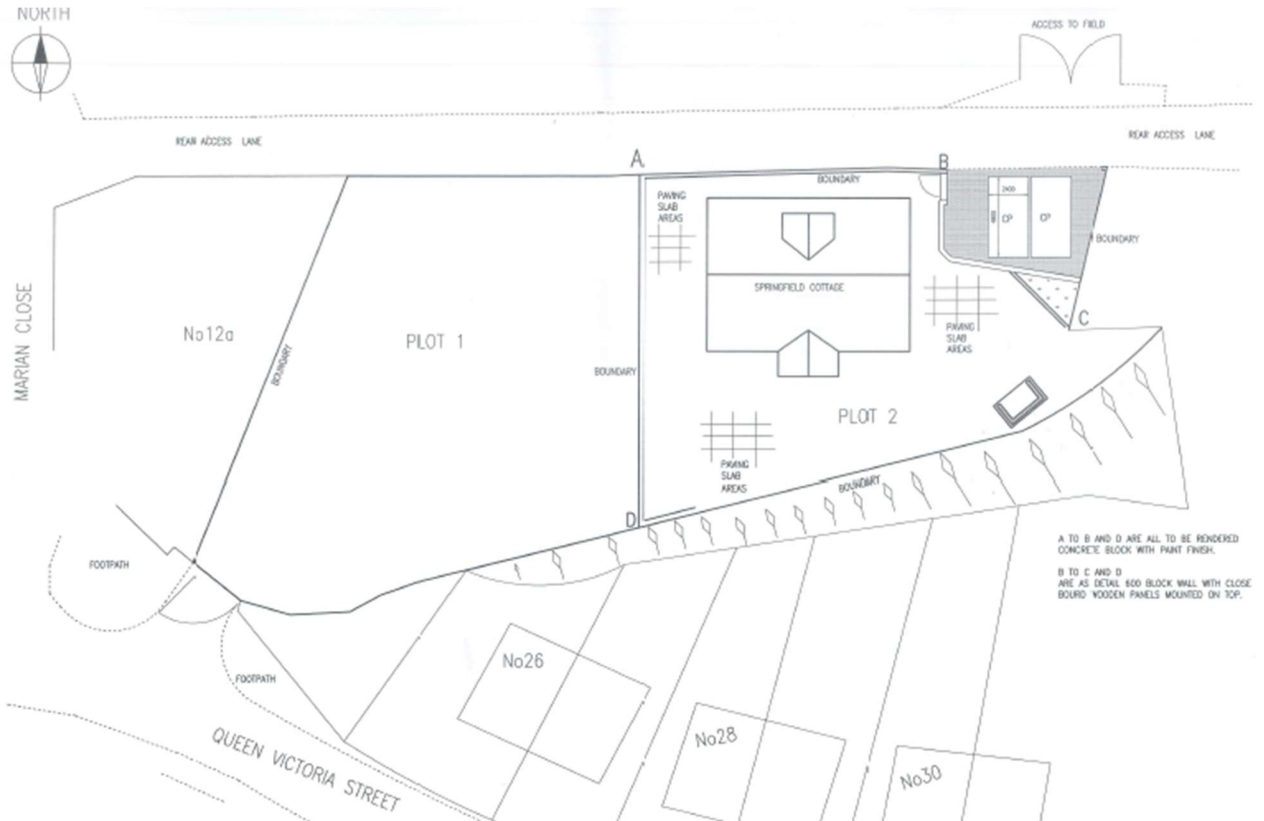 NORTH
ACCESS TO FIELD
REAR ACCESS LANE
REAR ACCESS LANE
A
B
BOUNDARY
PAVING
SLAB
AREAS
2400
CP
CP
BOUNDARY
No12a
PLOT 1
BOUNDARY
MARIAN CLOSE
SPRINGFIELD COTTAGE
PAVING
SLAB
AREAS
C
BOUNDARY
PLOT 2
PAVING
SLAB
AREAS
BOUNDARY
D
FOOTPATH
FOOTPATH
A TO B AND D ARE ALL TO BE RENDERED
CONCRETE BLOCK WITH PAINT FINISH.
B TO C AND D
ARE AS DETAIL 600 BLOCK WALL WITH CLOSE
BOURD WOODEN PANELS MOUNTED ON TOP.
No26
No28
No30
QUEEN VICTORIA STREET